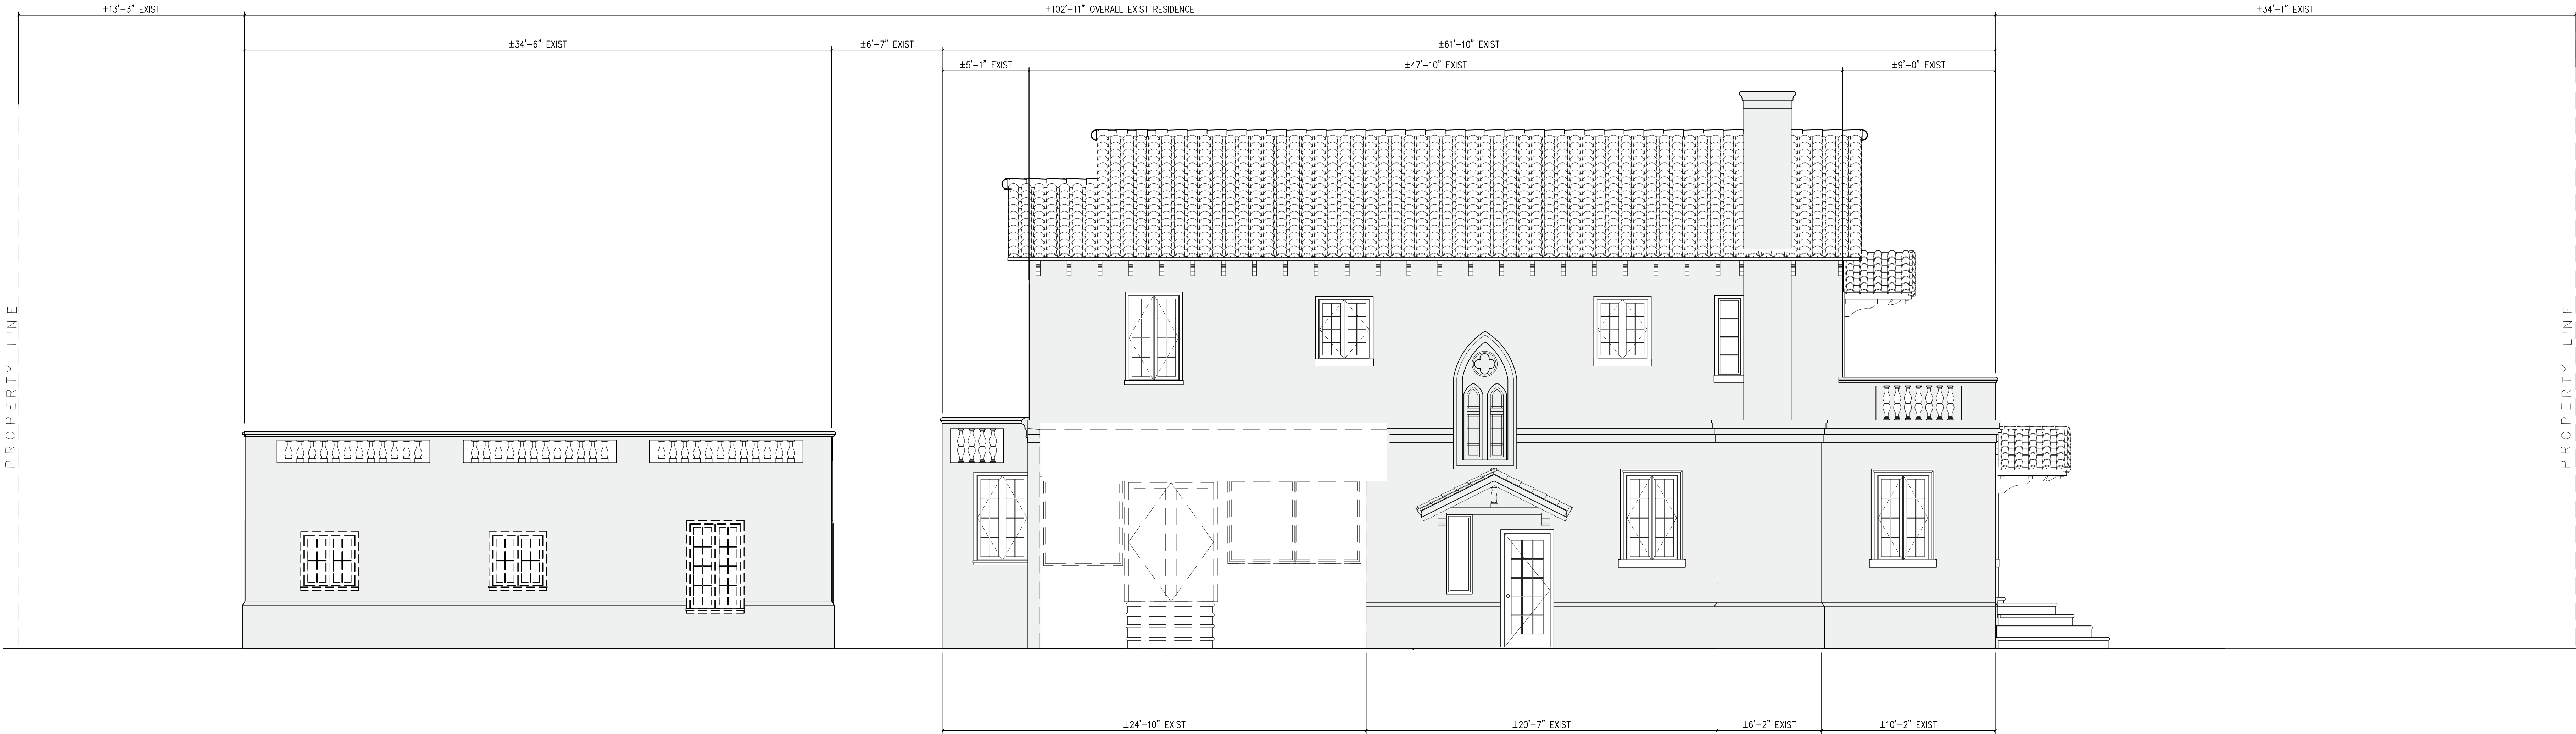 ±13'-3" EXIST
±102'-11" OVERALL EXIST RESIDENCE
±34'-1" EXIST
±34'-6" EXIST
±6'-7" EXIST
±61'-10" EXIST
±5'-1" EXIST
±47'-10" EXIST
±9'-0" EXIST
PROPERTY LINE
PROPERTY LINE
±24'-10" EXIST
±20'-7" EXIST
±6'-2" EXIST
±10'-2" EXIST